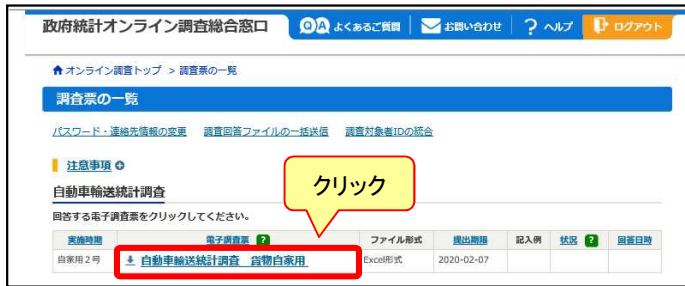 政府統計オンライン調査総合窓口 Q&A よくあるご質問 お問い合わせ ? ヘルプ ログアウト
オンライン調査トップ > 調査票の一覧
調査票の一覧
パスワード・連絡先情報の変更 調査回答ファイルの一括送信 調査対象者IDの統合
注意事項
クリック
自動車輸送統計調査
回答する電子調査票をクリックしてください。
実施時期 電子調査票 ? ファイル形式 提出期限 記入例 状況 ? 回答日時
自家用2号 自動車輸送統計調査 貨物自家用 Excel形式 2020-02-07